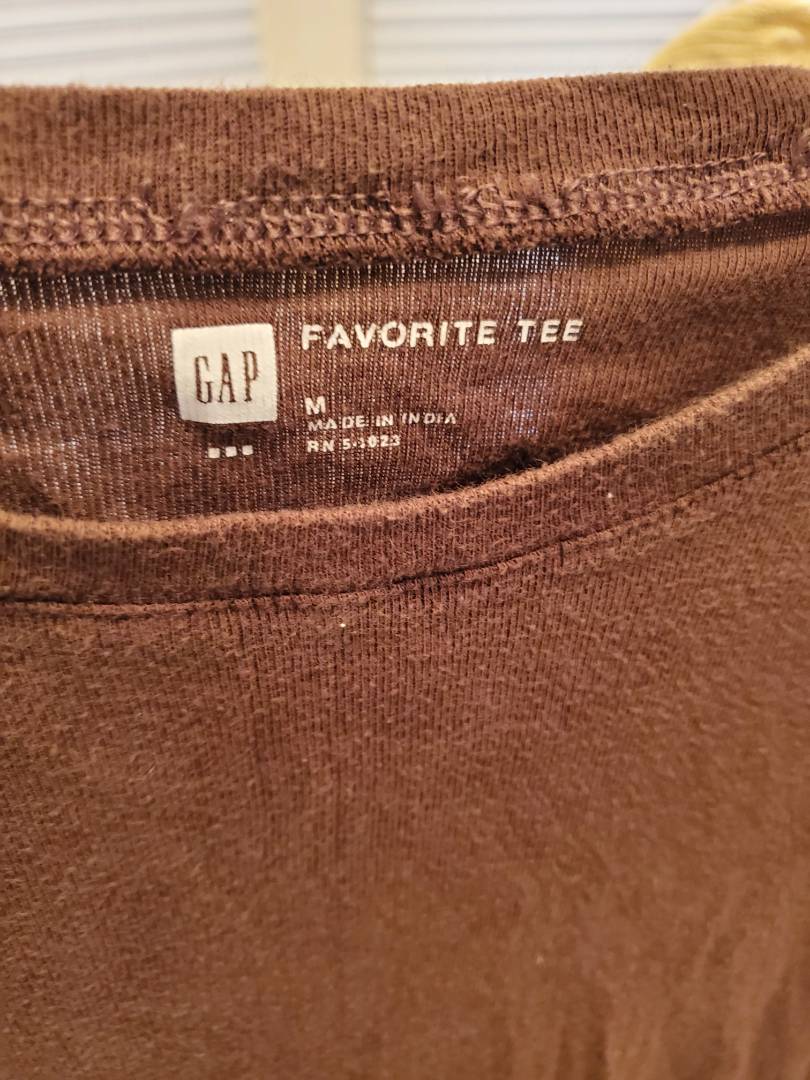 GAP
FAVORITE TEE
M
MADE IN INDIA
RN 54023